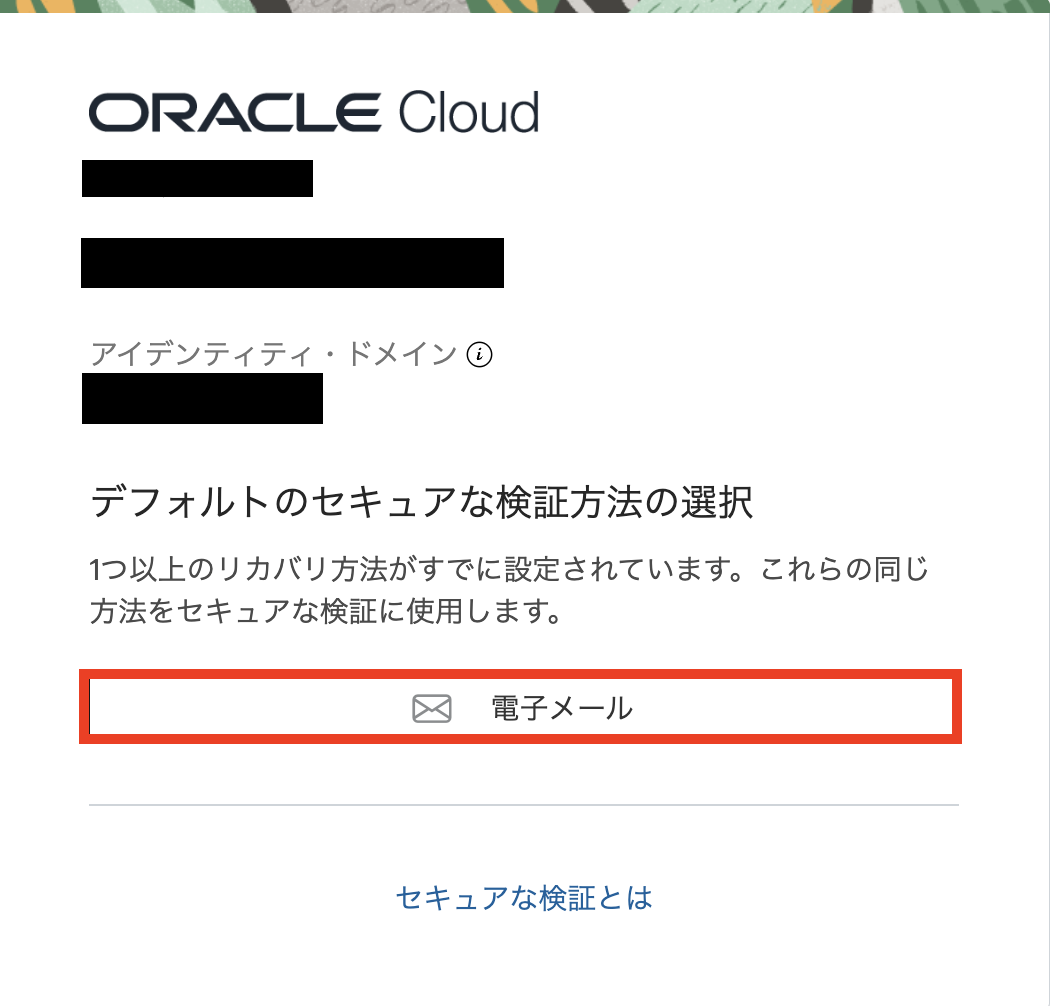 ORACLE Cloud
アイデンティティ・ドメイン i
デフォルトのセキュアな検証方法の選択
1つ以上のリカバリ方法がすでに設定されています。これらの同じ
方法をセキュアな検証に使用します。
電子メール
セキュアな検証とは